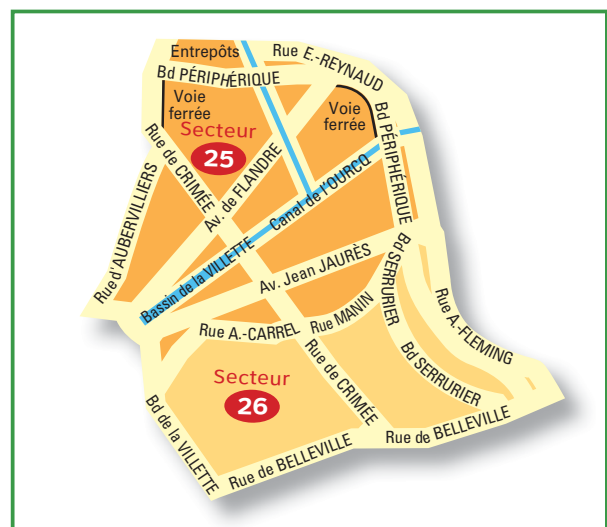 Entrepôts
Rue E.-REYNAUD
Bd PÉRIPHÉRIQUE
Voie
ferrée
Voie
ferrée
Bd PÉRIPHÉRIQUE
Secteur
25
Rue de CRIMÉE
Av. de FLANDRE
Canal de l'OURCQ
Rue d'AUBERVILLIERS
Bassin de la VILLETTE
Av. Jean JAURÈS
Bd SERRURIER
Rue A.-CARREL
Rue MANIN
Rue A.-FLEMING
Rue de CRIMÉE
Bd SERRURIER
Secteur
26
Bd de la VILLETTE
Rue de BELLEVILLE
Rue de BELLEVILLE